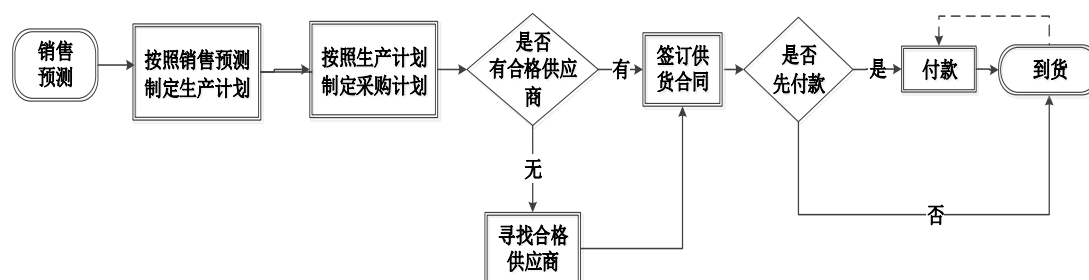 销售
预测
按照销售预测
制定生产计划
按照生产计划
制定采购计划
是否
有合格供应
商
有
无
寻找合格
供应商
签订供
货合同
是否
先付款
是
否
付款
到货